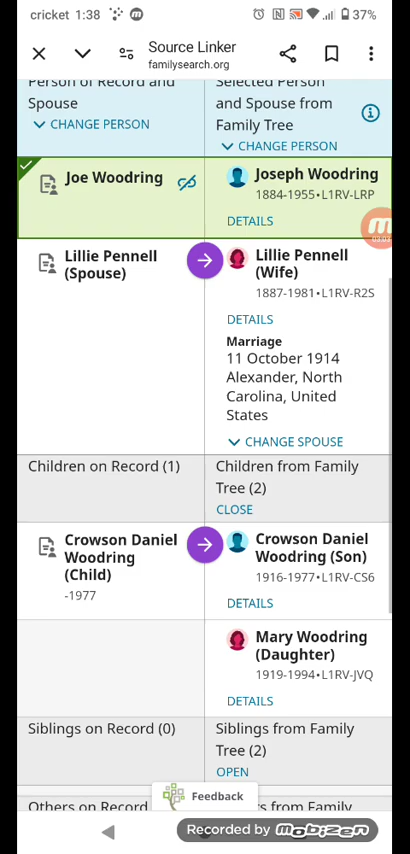 cricket 1:38
37%
Source Linker
familysearch.org
Person of Record and
Spouse
CHANGE PERSON
Selected Person
and Spouse from
Family Tree
CHANGE PERSON
Joe Woodring
Joseph Woodring
1884-1955•L1RV-LRP
DETAILS
Lillie Pennell
(Spouse)
Lillie Pennell
(Wife)
1887-1981•L1RV-R2S
DETAILS
Marriage
11 October 1914
Alexander, North
Carolina, United
States
CHANGE SPOUSE
Children on Record (1)
Children from Family
Tree (2)
CLOSE
Crowson Daniel
Woodring
(Child)
-1977
Crowson Daniel
Woodring (Son)
1916-1977•L1RV-CS6
DETAILS
Mary Woodring
(Daughter)
1919-1994•L1RV-JVQ
DETAILS
Siblings on Record (0)
Siblings from Family
Tree (2)
OPEN
Feedback
Others on Record
from Family
Recorded by mobizen